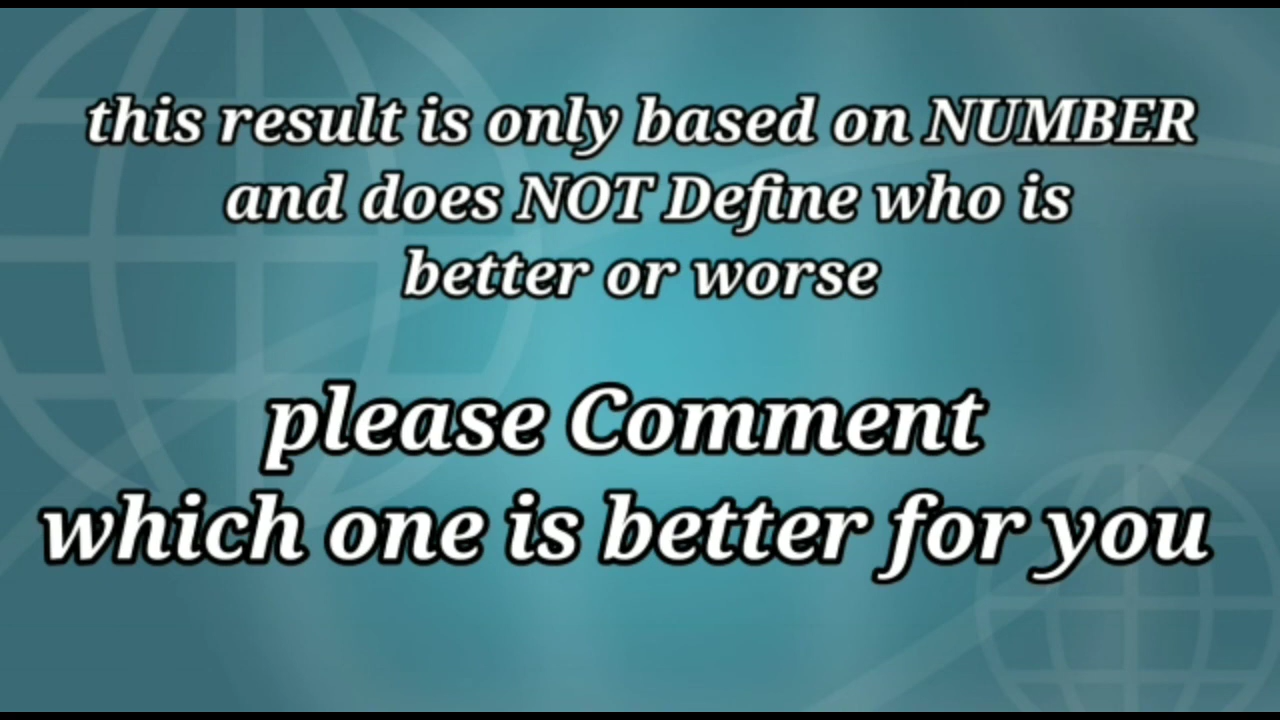 this result is only based on NUMBER
and does NOT Define who is
better or worse
please Comment
which one is better for you